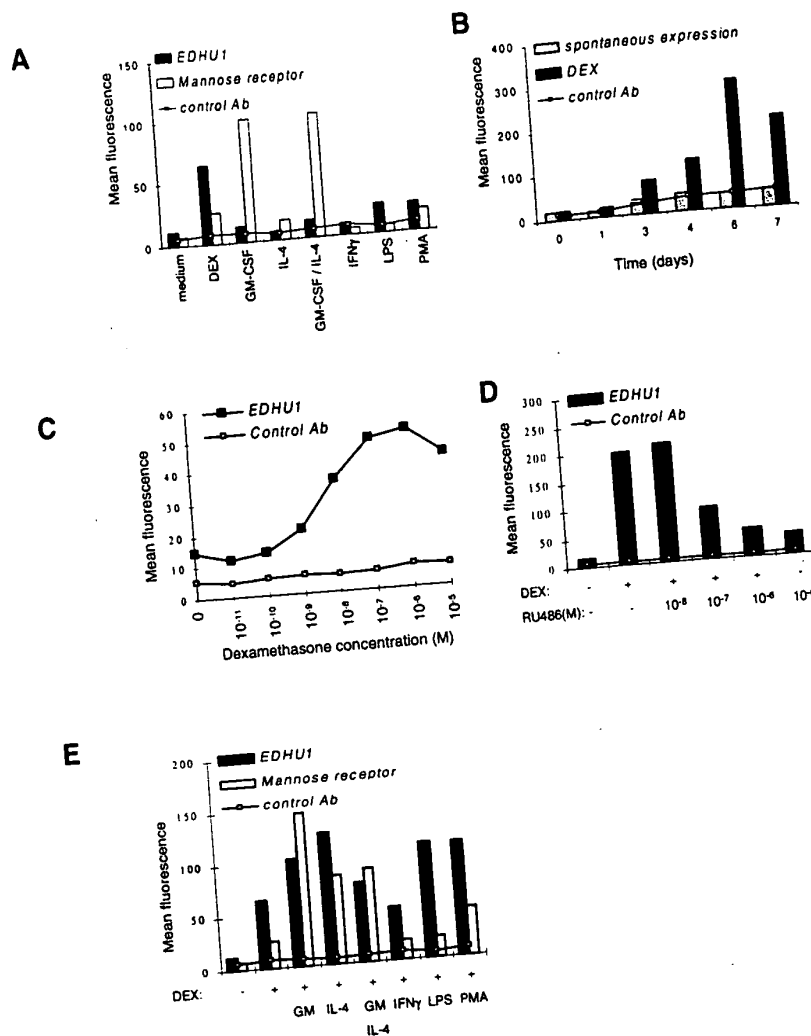 A
EDHU1
Mannose receptor
control Ab
Mean fluorescence
150
100
50
0
medium
DEX
GM-CSF
IL-4
GM-CSF / IL-4
IFNγ
LPS
PMA
B
spontaneous expression
DEX
control Ab
Mean fluorescence
400
300
200
100
0
0 1 3 4 6 7
Time (days)
C
EDHU1
Control Ab
Mean fluorescence
60
50
40
30
20
10
0
0 10⁻¹¹ 10⁻¹⁰ 10⁻⁹ 10⁻⁸ 10⁻⁷ 10⁻⁶ 10⁻⁵
Dexamethasone concentration (M)
D
EDHU1
Control Ab
Mean fluorescence
300
250
200
150
100
50
0
DEX: - + + + + -
RU486(M): - - 10⁻⁸ 10⁻⁷ 10⁻⁶
E
EDHU1
Mannose receptor
control Ab
Mean fluorescence
200
150
100
50
0
DEX: - + + + + + + +
GM IL-4 GM IFNγ LPS PMA
IL-4